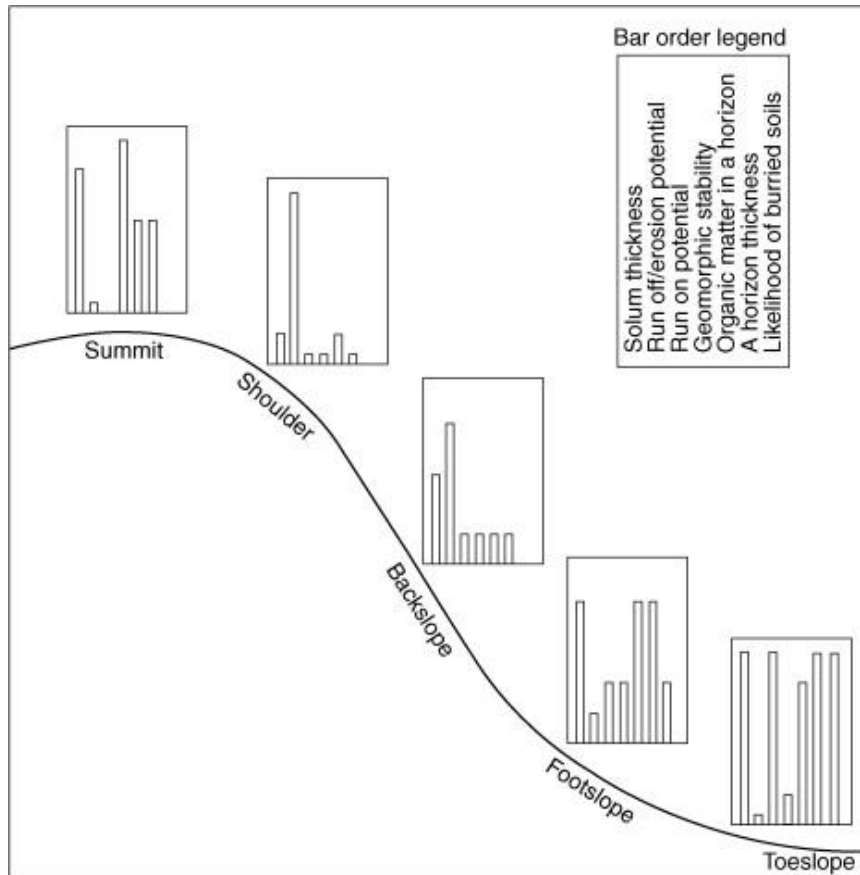 Bar order legend
Solum thickness
Run off/erosion potential
Run on potential
Geomorphic stability
Organic matter in a horizon
A horizon thickness
Likelihood of burried soils
Summit
Shoulder
Backslope
Footslope
Toeslope